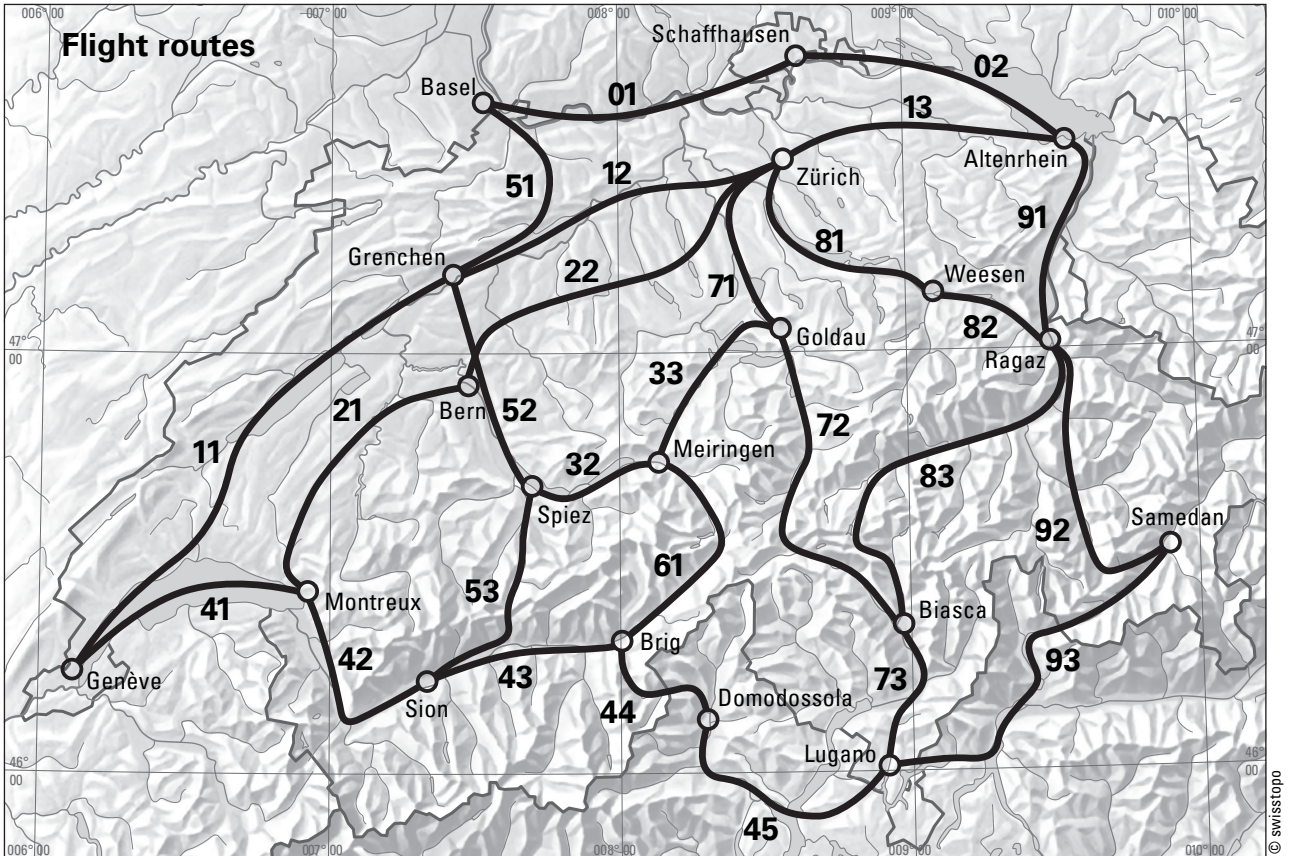 006° 00
007° 00
008° 00
009° 00
010° 00
Flight routes
Schaffhausen
02
Basel
01
13
Altenrhein
Zürich
12
51
91
81
Grenchen
22
71
Weesen
82
47°
00
47°
00
Goldau
Ragaz
33
21
Bern
52
72
11
Meiringen
32
83
Spiez
Samedan
92
61
53
41
Montreux
Biasca
42
Brig
93
43
73
Genève
Sion
44
Domodossola
Lugano
46°
00
46°
00
45
006° 00
007° 00
008° 00
009° 00
010° 00
© swisstopo